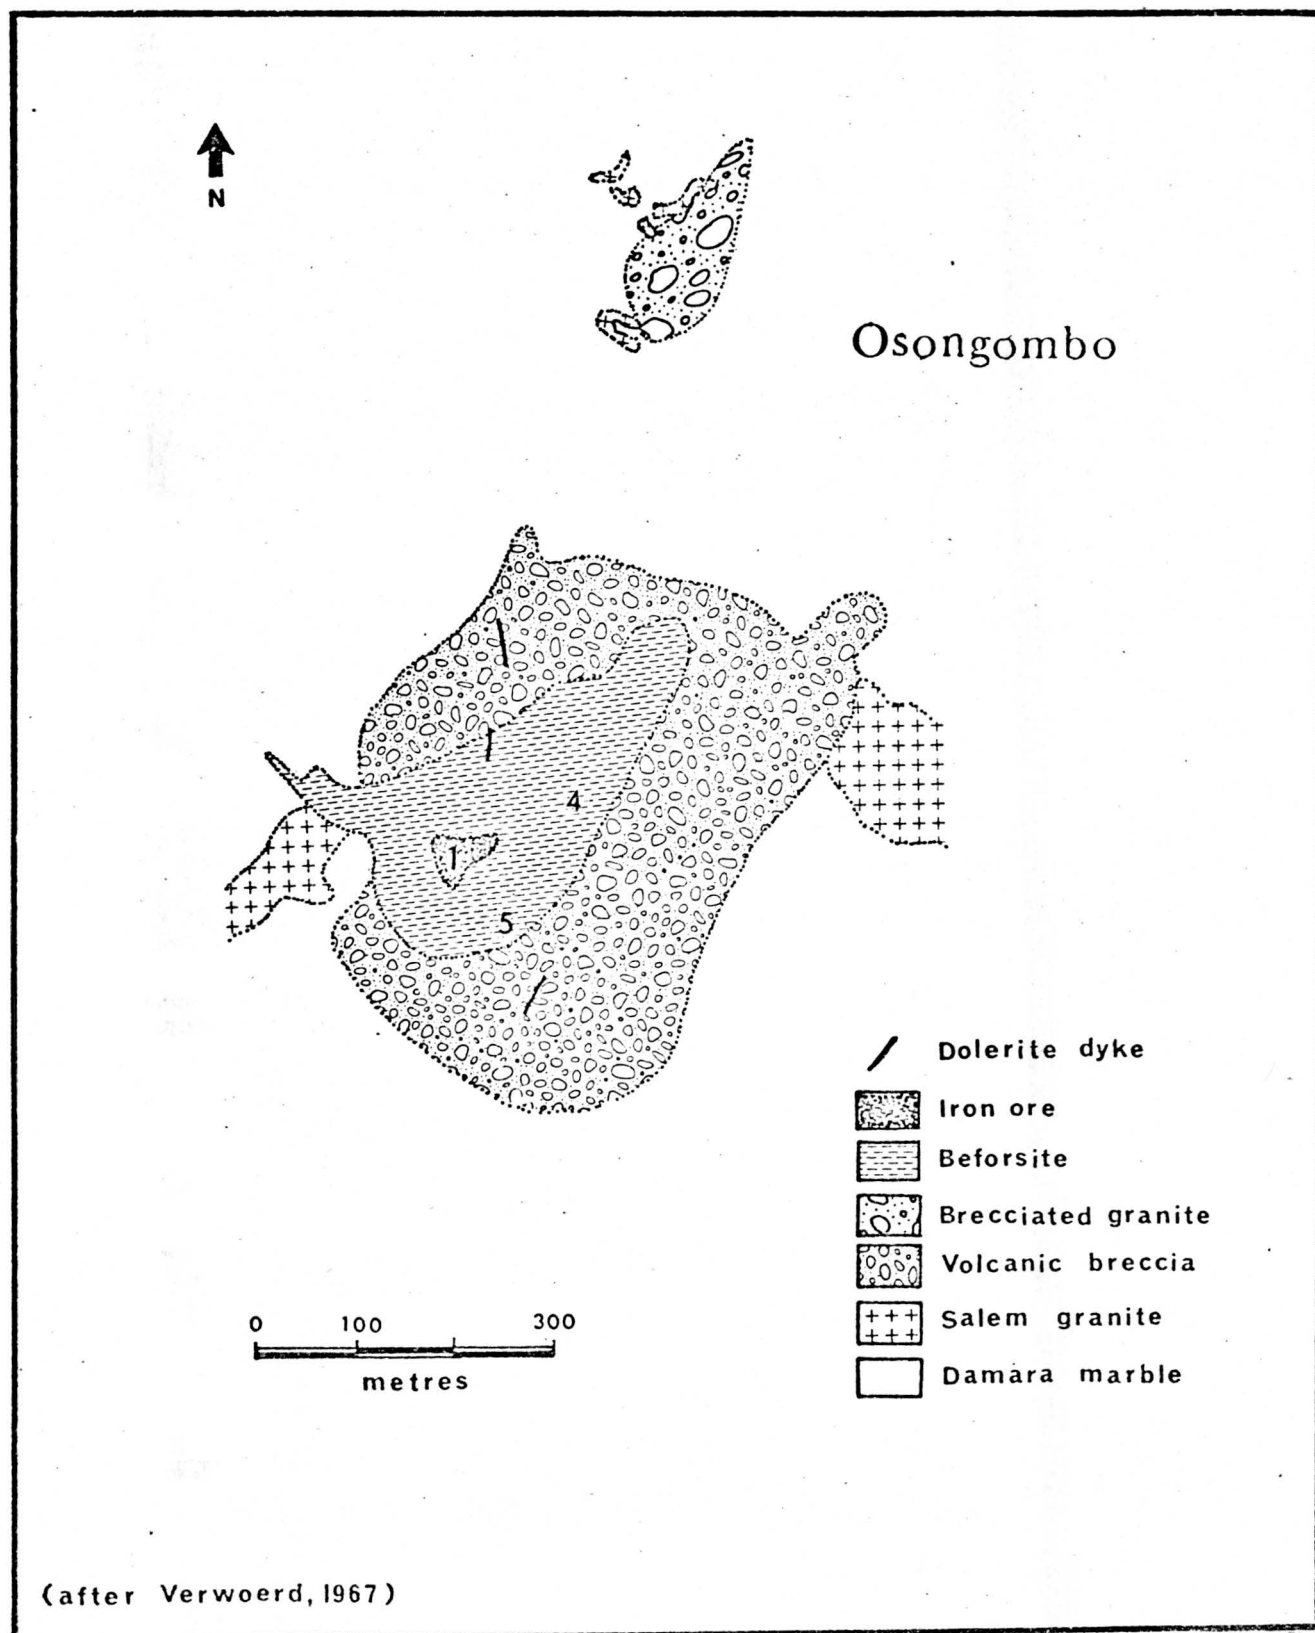 N
Osongombo
4
1
5
Dolerite dyke
Iron ore
Beforsite
Brecciated granite
Volcanic breccia
Salem granite
Damara marble
0 100 300
metres
(after Verwoerd, 1967)